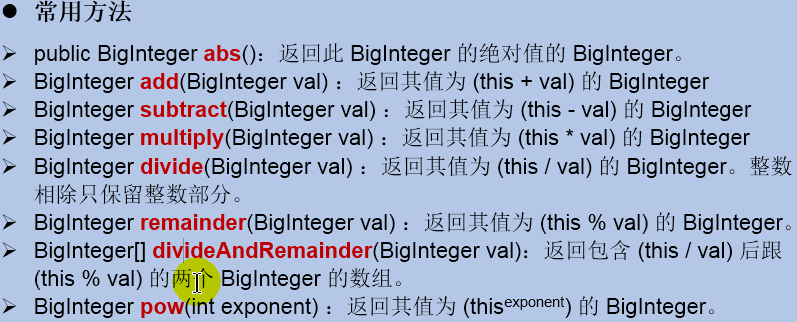 ● 常用方法
➢ public BigInteger abs()：返回此 BigInteger 的绝对值的 BigInteger。
➢ BigInteger add(BigInteger val) ：返回其值为 (this + val) 的 BigInteger
➢ BigInteger subtract(BigInteger val) ：返回其值为 (this - val) 的 BigInteger
➢ BigInteger multiply(BigInteger val) ：返回其值为 (this * val) 的 BigInteger
➢ BigInteger divide(BigInteger val) ：返回其值为 (this / val) 的 BigInteger。整数
相除只保留整数部分。
➢ BigInteger remainder(BigInteger val) ：返回其值为 (this % val) 的 BigInteger。
➢ BigInteger[] divideAndRemainder(BigInteger val)：返回包含 (this / val) 后跟
(this % val) 的两个 BigInteger 的数组。
➢ BigInteger pow(int exponent) ：返回其值为 (thisexponent) 的 BigInteger。